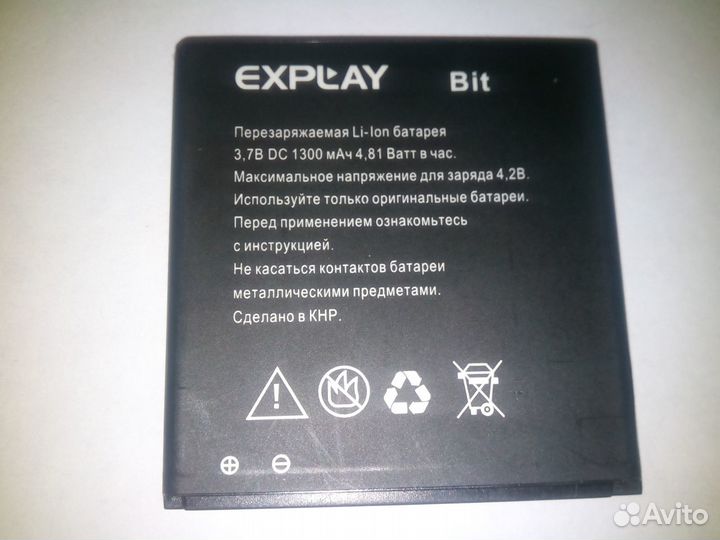 EXPLAY Bit
Перезаряжаемая Li-Ion батарея
3,7В DC 1300 мАч 4,81 Ватт в час.
Максимальное напряжение для заряда 4,2В.
Используйте только оригинальные батареи.
Перед применением ознакомьтесь
с инструкцией.
Не касаться контактов батареи
металлическими предметами.
Сделано в КНР.
Avito